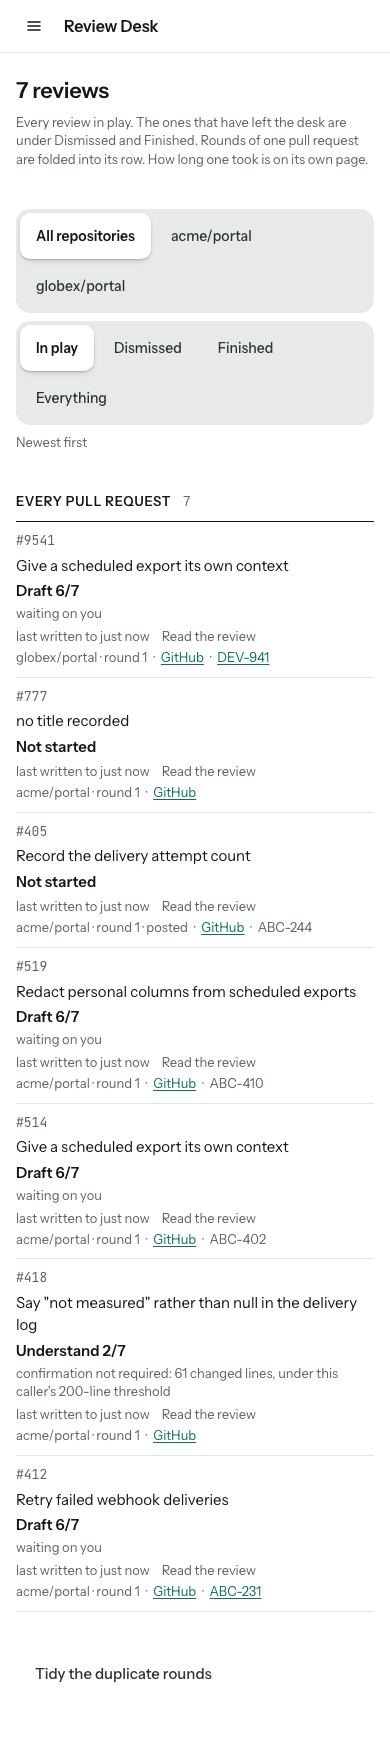 Review Desk
7 reviews
Every review in play. The ones that have left the desk are
under Dismissed and Finished. Rounds of one pull request
are folded into its row. How long one took is on its own page.
All repositories acme/portal
globex/portal
In play Dismissed Finished
Everything
Newest first
EVERY PULL REQUEST 7
#9541
Give a scheduled export its own context
Draft 6/7
waiting on you
last written to just now Read the review
globex/portal · round 1 · GitHub · DEV-941
#777
no title recorded
Not started
last written to just now Read the review
acme/portal · round 1 · GitHub
#405
Record the delivery attempt count
Not started
last written to just now Read the review
acme/portal · round 1 · posted · GitHub · ABC-244
#519
Redact personal columns from scheduled exports
Draft 6/7
waiting on you
last written to just now Read the review
acme/portal · round 1 · GitHub · ABC-410
#514
Give a scheduled export its own context
Draft 6/7
waiting on you
last written to just now Read the review
acme/portal · round 1 · GitHub · ABC-402
#418
Say "not measured" rather than null in the delivery
log
Understand 2/7
confirmation not required: 61 changed lines, under this
caller's 200-line threshold
last written to just now Read the review
acme/portal · round 1 · GitHub
#412
Retry failed webhook deliveries
Draft 6/7
waiting on you
last written to just now Read the review
acme/portal · round 1 · GitHub · ABC-231
Tidy the duplicate rounds